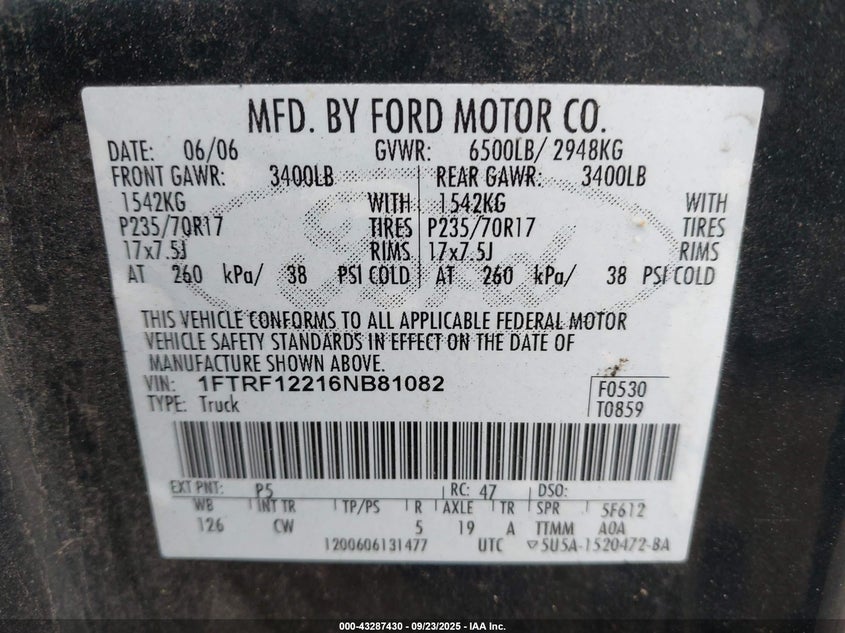 MFD. BY FORD MOTOR CO.
DATE: 06/06 GVWR: 6500LB/ 2948KG
FRONT GAWR: 3400LB REAR GAWR: 3400LB
1542KG WITH 1542KG WITH
P235/70R17 TIRES P235/70R17 TIRES
17x7.5J RIMS 17x7.5J RIMS
AT 260 kPa/ 38 PSI COLD AT 260 kPa/ 38 PSI COLD
Ford
THIS VEHICLE CONFORMS TO ALL APPLICABLE FEDERAL MOTOR
VEHICLE SAFETY STANDARDS IN EFFECT ON THE DATE OF
MANUFACTURE SHOWN ABOVE.
VIN: 1FTRF12216NB81082 F0530
TYPE: Truck T0859
EXT PNT: P5 RC: 47 DSO:
WB INT TR TP/PS R AXLE TR SPR 5F612
126 CW 5 19 A TTMM A0A
1200606131477 UTC ▽5U5A-1520472-BA
000-43287430 - 09/23/2025 - IAA Inc.